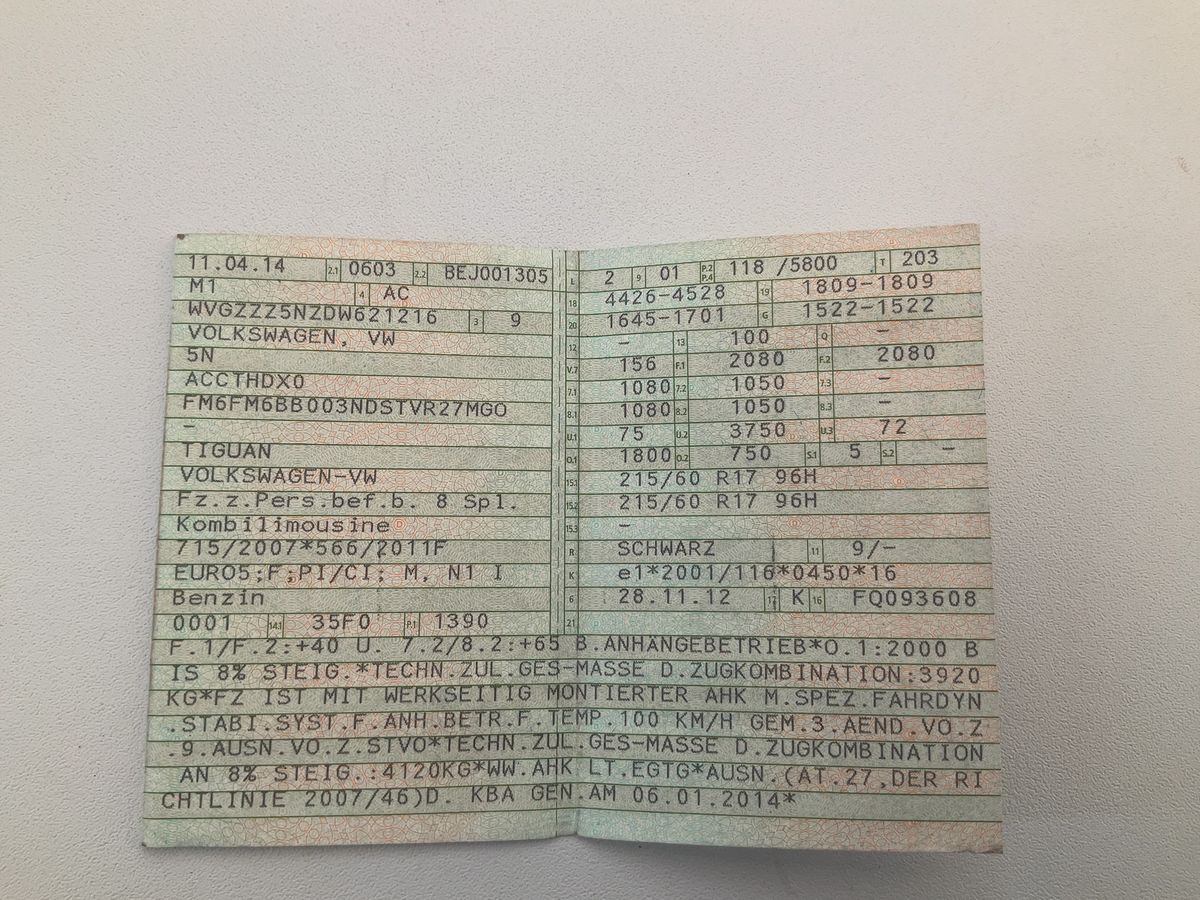 11.04.14 2.1 0603 2.2 BEJ001305 L 2 9 01 P.2 P.4 118 /5800 T 203
M1 4 AC 18 4426-4528 19 1809-1809
WVGZZZ5NZDW621216 3 9 20 1645-1701 G 1522-1522
VOLKSWAGEN, VW 12 – 13 100 Q –
5N V.7 156 F.1 2080 F.2 2080
ACCTHDX0 7.1 1080 7.2 1050 7.3 –
FM6FM6BB003NDSTVR27MGO 8.1 1080 8.2 1050 8.3 –
– U.1 75 U.2 3750 U.3 72
TIGUAN O.1 1800 O.2 750 S.1 5 S.2 –
VOLKSWAGEN-VW 15.1 215/60 R17 96H
Fz.z.Pers.bef.b. 8 Spl. 15.2 215/60 R17 96H
Kombilimousine 15.3 –
715/2007*566/2011F R SCHWARZ 11 9/–
EURO5;F;PI/CI; M, N1 I K e1*2001/116*0450*16
Benzin 6 28.11.12 17 K 16 FQ093608
0001 14.1 35F0 P.1 1390 21
F.1/F.2:+40 U. 7.2/8.2:+65 B.ANHÄNGEBETRIEB*O.1:2000 B
IS 8% STEIG.*TECHN.ZUL.GES-MASSE D.ZUGKOMBINATION:3920
KG*FZ IST MIT WERKSEITIG MONTIERTER AHK M.SPEZ.FAHRDYN
.STABI.SYST.F.ANH.BETR.F.TEMP.100 KM/H GEM.3.AEND.VO.Z
.9.AUSN.VO.Z.STVO*TECHN.ZUL.GES-MASSE D.ZUGKOMBINATION
AN 8% STEIG.:4120KG*WW.AHK LT.EGTG*AUSN.(AT.27,DER RI
CHTLINIE 2007/46)D. KBA GEN.AM 06.01.2014*